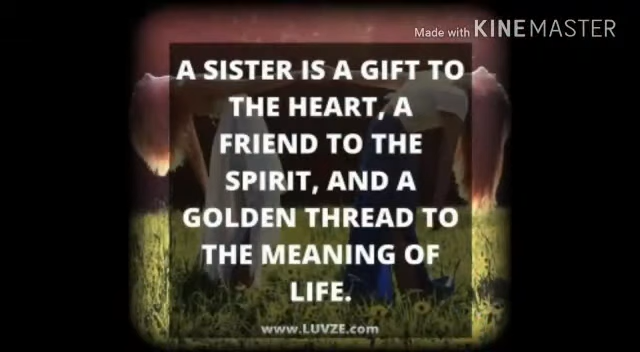 Made with KINEMASTER
A SISTER IS A GIFT TO
THE HEART, A
FRIEND TO THE
SPIRIT, AND A
GOLDEN THREAD TO
THE MEANING OF
LIFE.
www.LUVZE.com